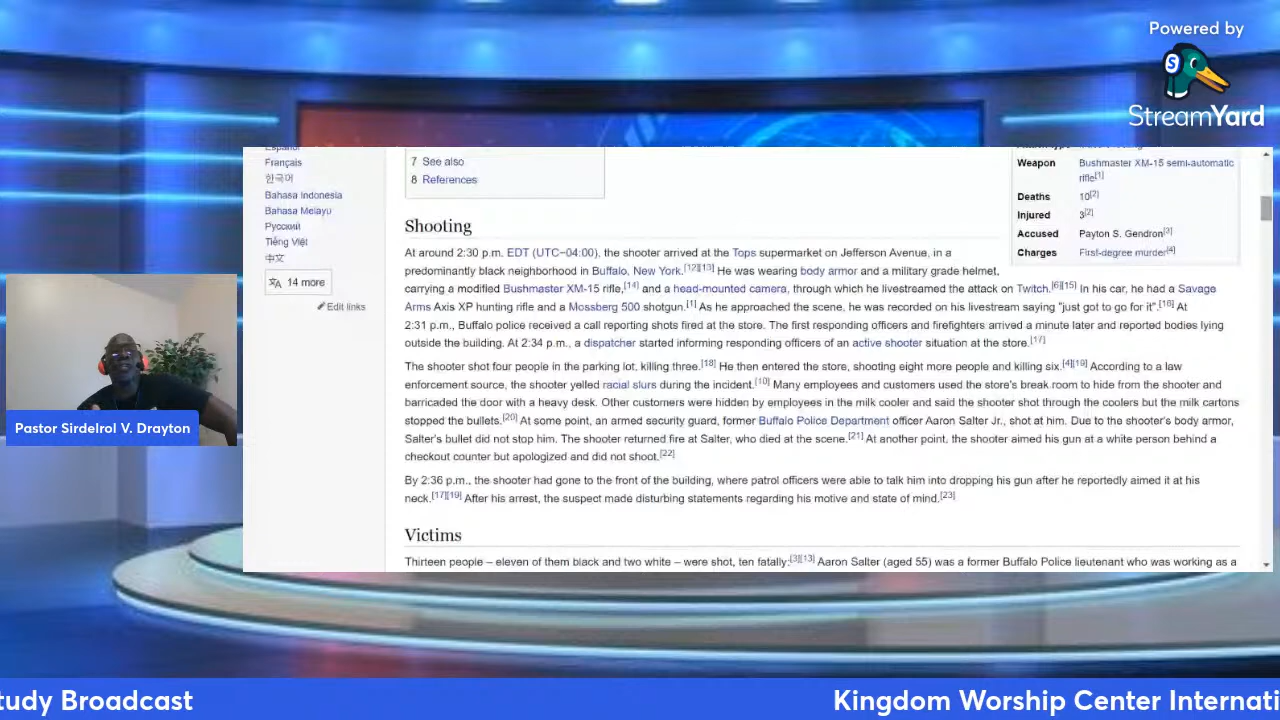 Powered by
StreamYard
Español
Français
한국어
Bahasa Indonesia
Bahasa Melayu
Русский
Tiếng Việt
中文
14 more
Edit links
7 See also
8 References
Weapon Bushmaster XM-15 semi-automatic
rifle[1]
Deaths 10[2]
Injured 3[2]
Accused Payton S. Gendron[3]
Charges First-degree murder[4]
Shooting
At around 2:30 p.m. EDT (UTC−04:00), the shooter arrived at the Tops supermarket on Jefferson Avenue, in a
predominantly black neighborhood in Buffalo, New York.[12][13] He was wearing body armor and a military grade helmet,
carrying a modified Bushmaster XM-15 rifle,[14] and a head-mounted camera, through which he livestreamed the attack on Twitch.[6][15] In his car, he had a Savage
Arms Axis XP hunting rifle and a Mossberg 500 shotgun.[1] As he approached the scene, he was recorded on his livestream saying "just got to go for it".[16] At
2:31 p.m., Buffalo police received a call reporting shots fired at the store. The first responding officers and firefighters arrived a minute later and reported bodies lying
outside the building. At 2:34 p.m., a dispatcher started informing responding officers of an active shooter situation at the store.[17]
The shooter shot four people in the parking lot, killing three.[18] He then entered the store, shooting eight more people and killing six.[4][19] According to a law
enforcement source, the shooter yelled racial slurs during the incident.[10] Many employees and customers used the store's break room to hide from the shooter and
barricaded the door with a heavy desk. Other customers were hidden by employees in the milk cooler and said the shooter shot through the coolers but the milk cartons
stopped the bullets.[20] At some point, an armed security guard, former Buffalo Police Department officer Aaron Salter Jr., shot at him. Due to the shooter's body armor,
Salter's bullet did not stop him. The shooter returned fire at Salter, who died at the scene.[21] At another point, the shooter aimed his gun at a white person behind a
checkout counter but apologized and did not shoot.[22]
By 2:36 p.m., the shooter had gone to the front of the building, where patrol officers were able to talk him into dropping his gun after he reportedly aimed it at his
neck.[17][19] After his arrest, the suspect made disturbing statements regarding his motive and state of mind.[23]
Victims
Thirteen people – eleven of them black and two white – were shot, ten fatally:[3][13] Aaron Salter (aged 55) was a former Buffalo Police lieutenant who was working as a
Pastor Sirdelrol V. Drayton
tudy Broadcast
Kingdom Worship Center Internati